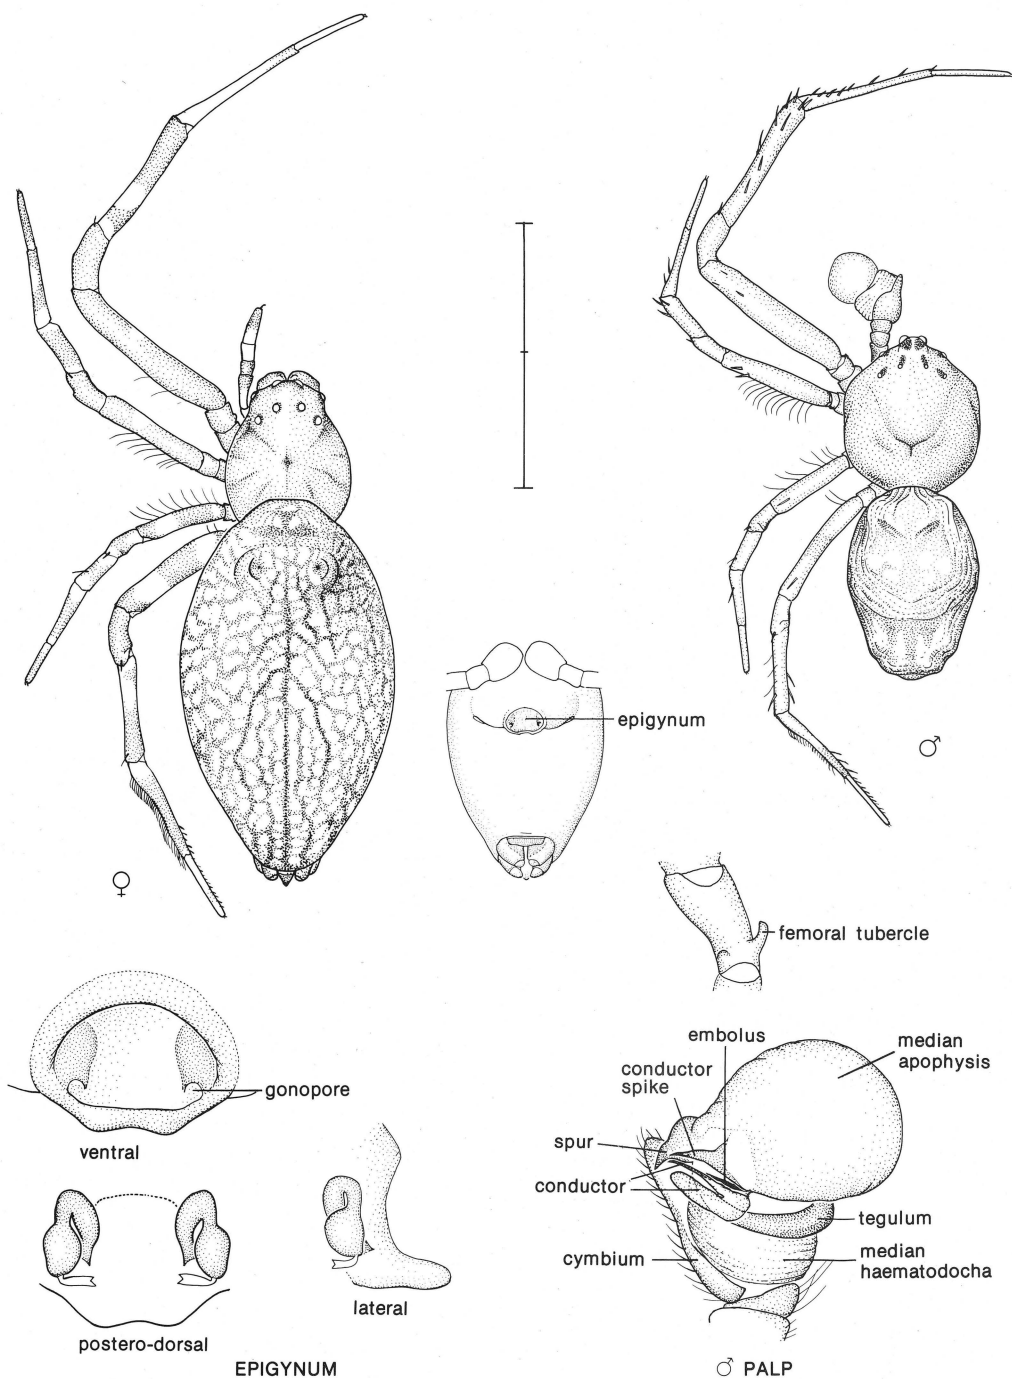 epigynum
♂
♀
femoral tubercle
embolus
median
apophysis
conductor
spike
gonopore
spur
ventral
conductor
tegulum
cymbium
median
haematodocha
lateral
postero-dorsal
EPIGYNUM
♂ PALP